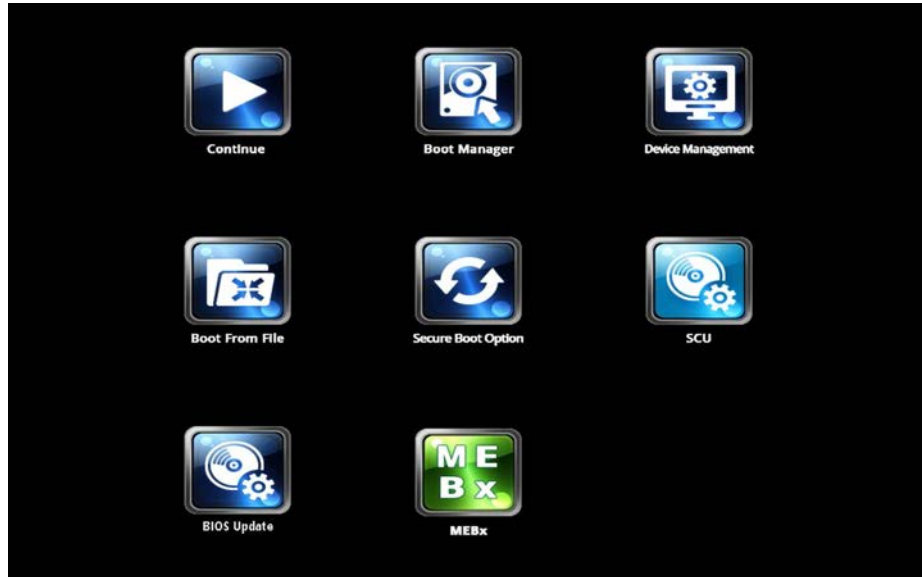 Continue
Boot Manager
Device Management
Boot From File
Secure Boot Option
SCU
BIOS Update
M E
B x
MEBx